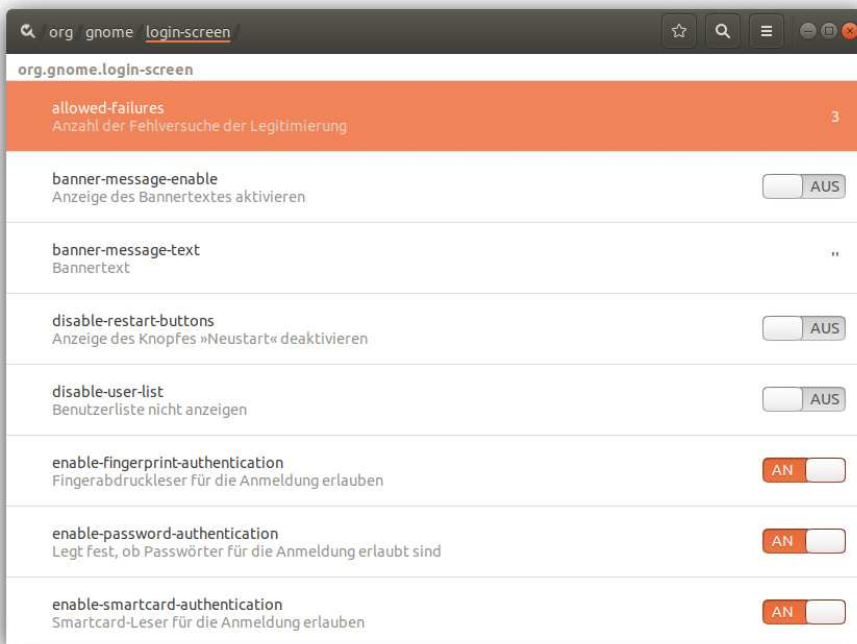 org / gnome / login-screen /
org.gnome.login-screen
allowed-failures
Anzahl der Fehlversuche der Legitimierung
3
banner-message-enable
Anzeige des Bannertextes aktivieren
AUS
banner-message-text
Bannertext
''
disable-restart-buttons
Anzeige des Knopfes »Neustart« deaktivieren
AUS
disable-user-list
Benutzerliste nicht anzeigen
AUS
enable-fingerprint-authentication
Fingerabdruckleser für die Anmeldung erlauben
AN
enable-password-authentication
Legt fest, ob Passwörter für die Anmeldung erlaubt sind
AN
enable-smartcard-authentication
Smartcard-Leser für die Anmeldung erlauben
AN